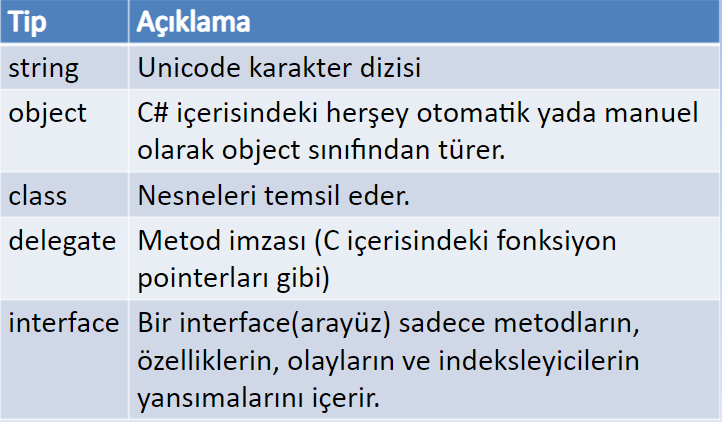 Tip Açıklama
string Unicode karakter dizisi
object C# içerisindeki herşey otomatik yada manuel
olarak object sınıfından türer.
class Nesneleri temsil eder.
delegate Metod imzası (C içerisindeki fonksiyon
pointerları gibi)
interface Bir interface(arayüz) sadece metodların,
özelliklerin, olayların ve indeksleyicilerin
yansımalarını içerir.